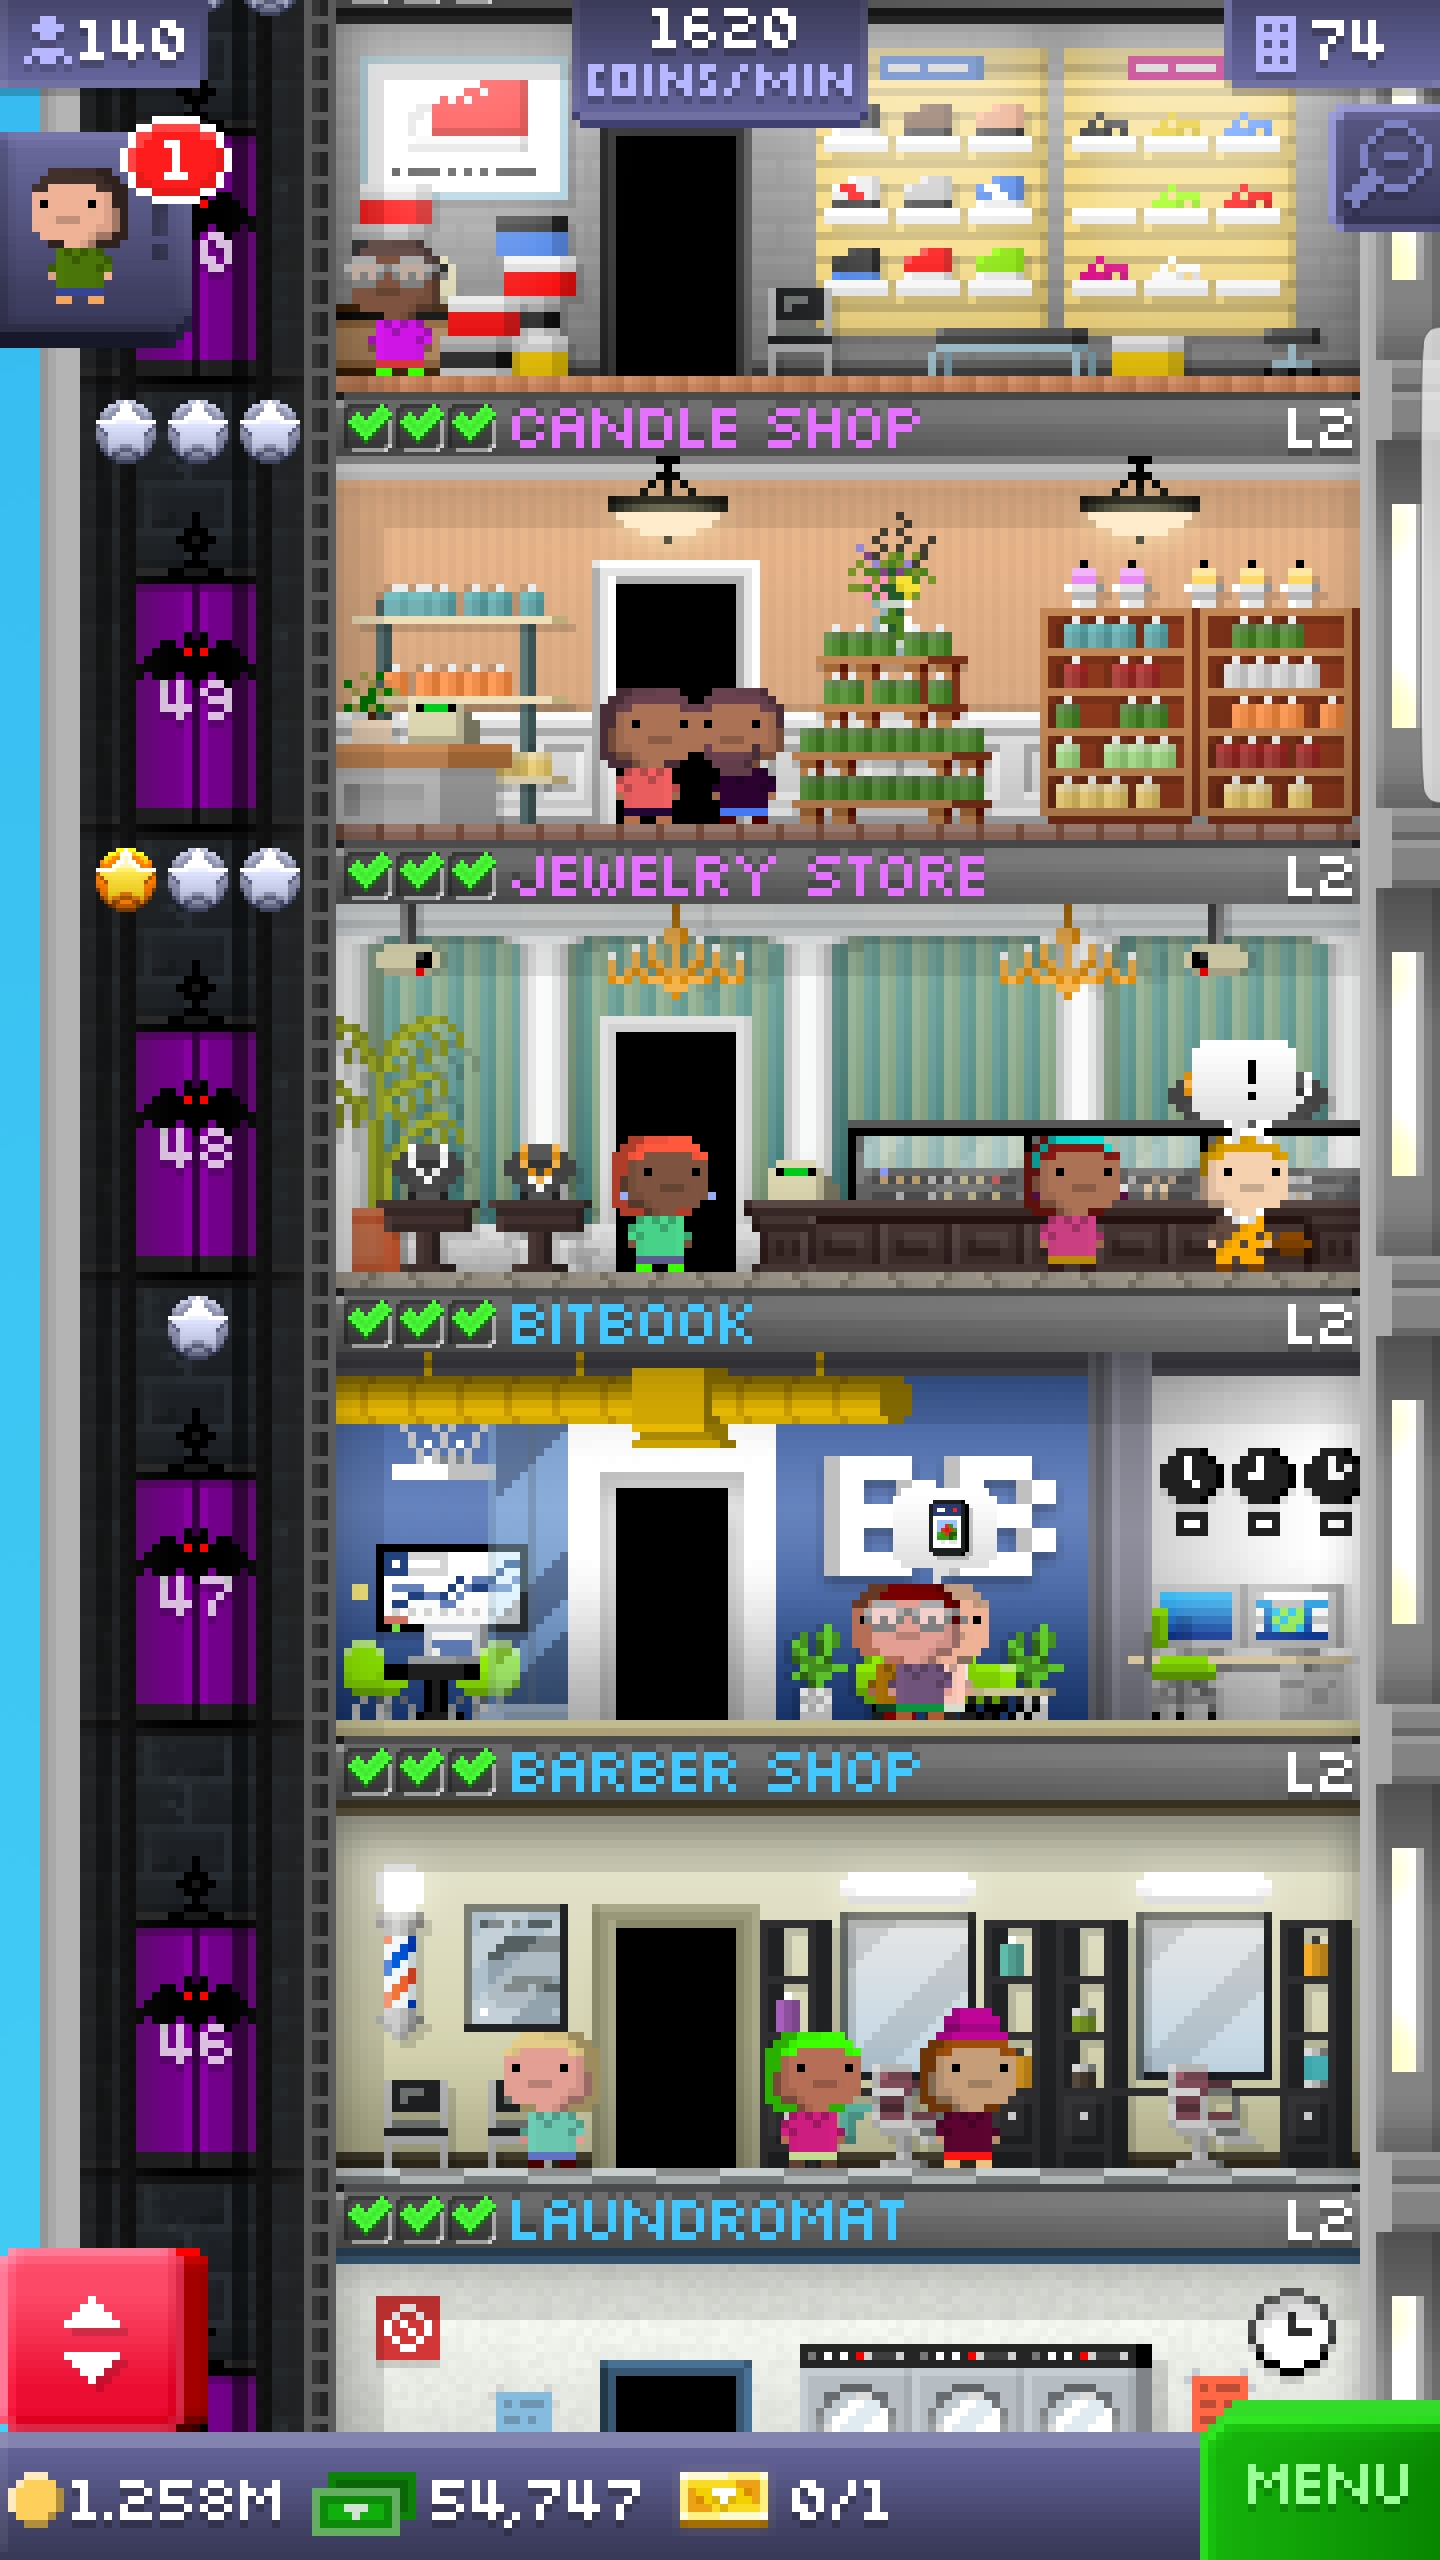 140
1620
COINS/MIN
74
1
0
CANDLE SHOP L2
49
JEWELRY STORE L2
48
!
BITBOOK L2
47
BARBER SHOP L2
46
LAUNDROMAT L2
1.258M 54,747 0/1 MENU